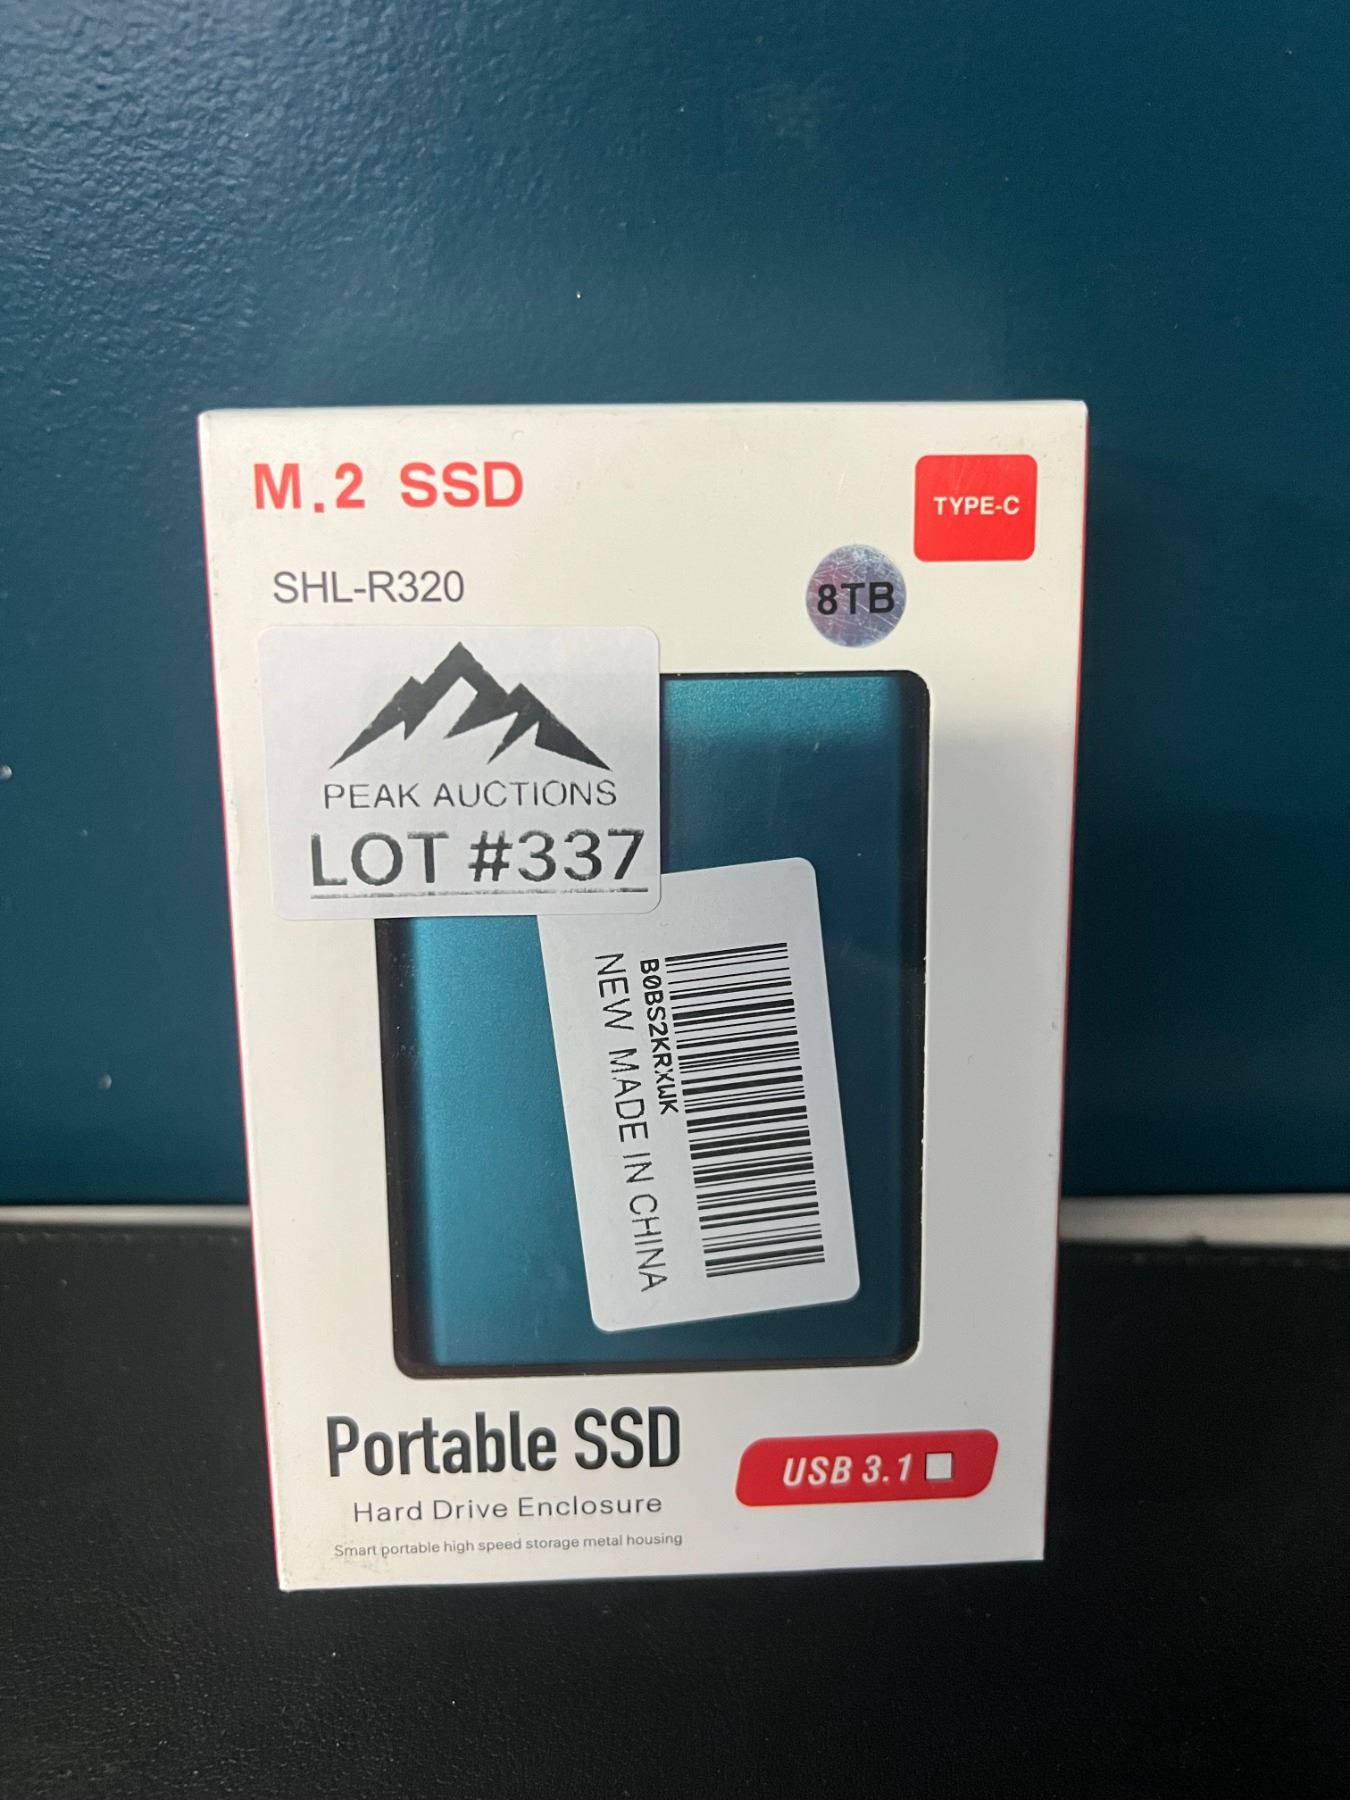 M.2 SSD
TYPE-C
SHL-R320
8TB
PEAK AUCTIONS
LOT #337
B0BS2KRXWK
NEW MADE IN CHINA
Portable SSD
USB 3.1
Hard Drive Enclosure
Smart portable high speed storage metal housing